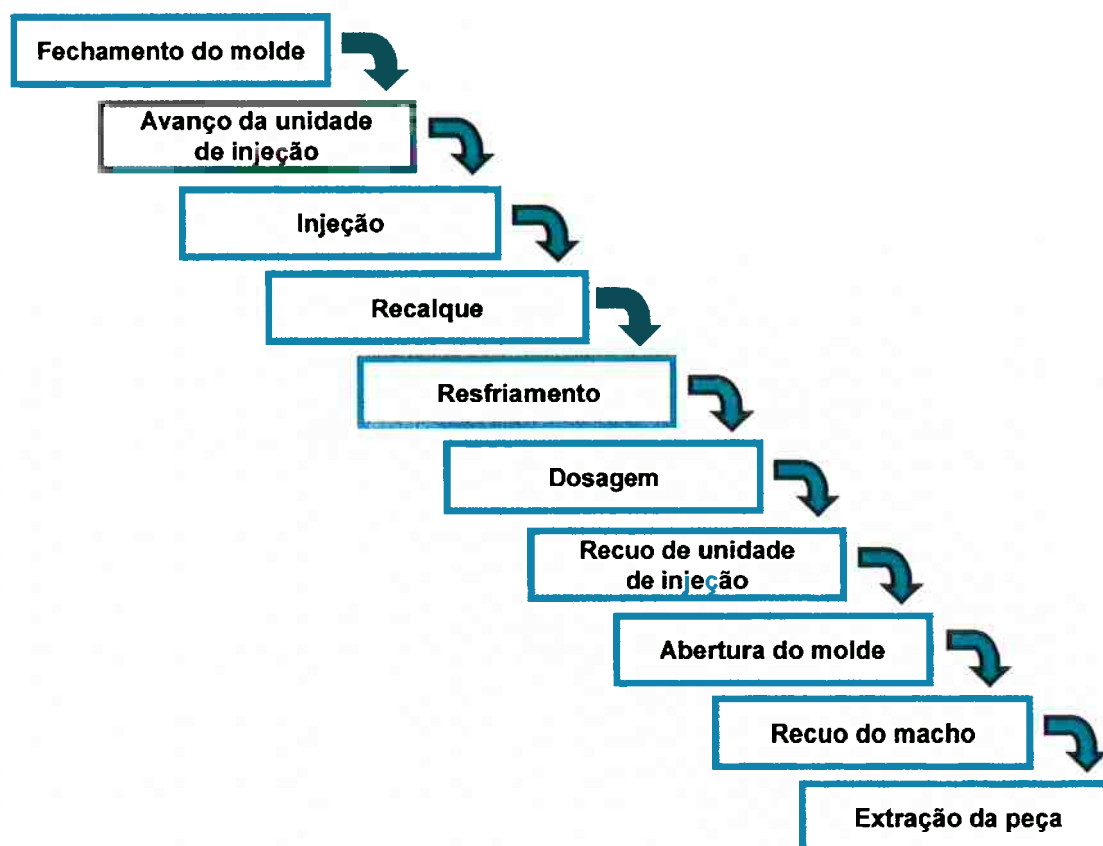 Fechamento do molde
Avanço da unidade
de injeção
Injeção
Recalque
Resfriamento
Dosagem
Recuo de unidade
de injeção
Abertura do molde
Recuo do macho
Extração da peça